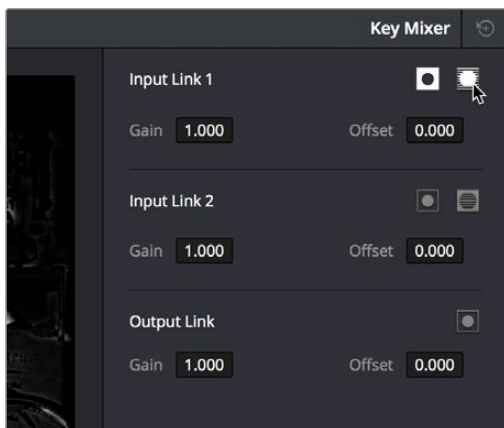 Key Mixer
Input Link 1
Gain 1.000 Offset 0.000
Input Link 2
Gain 1.000 Offset 0.000
Output Link
Gain 1.000 Offset 0.000